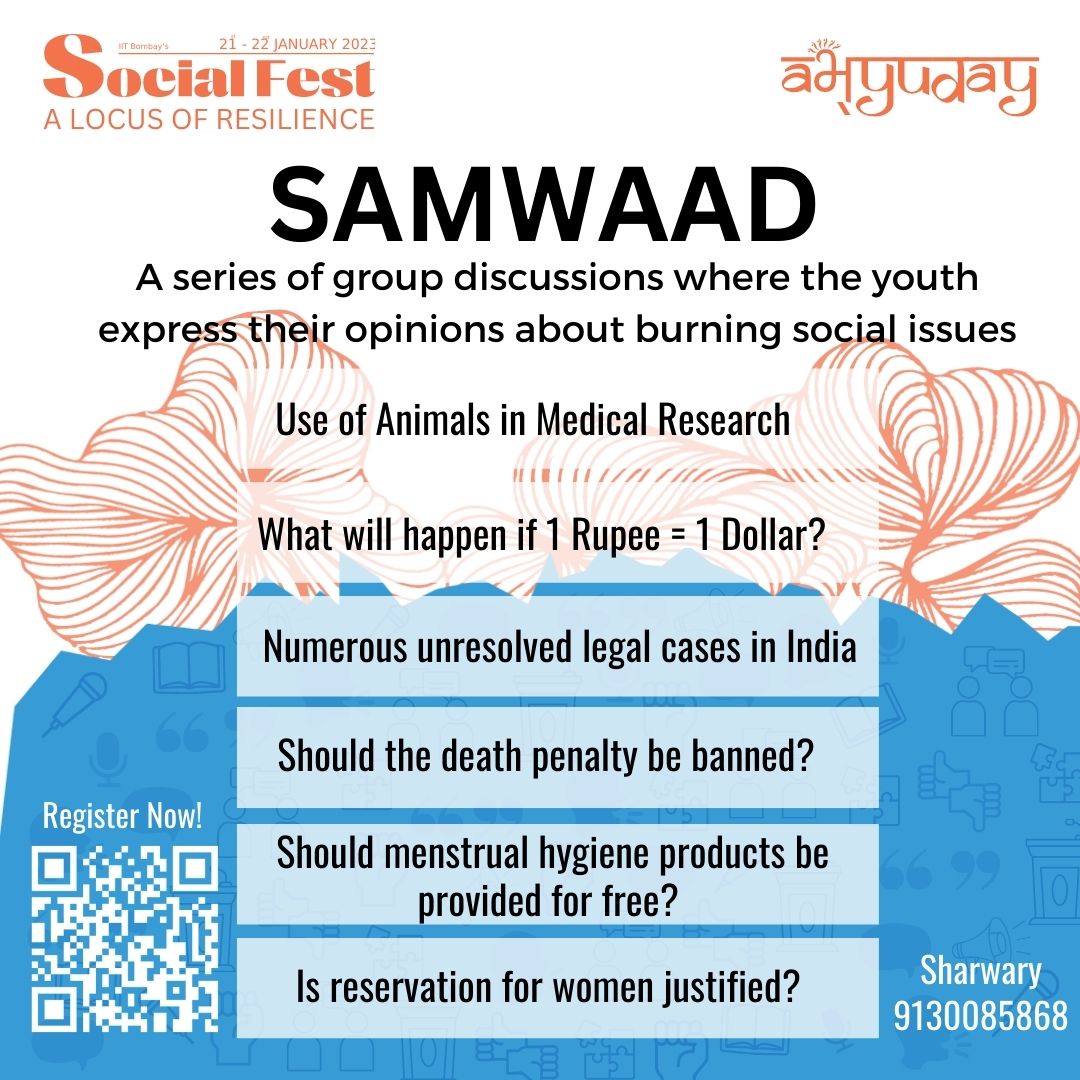 IIT Bombay's
21st - 22nd JANUARY 2023
Social Fest
A LOCUS OF RESILIENCE
अभyuday
SAMWAAD
A series of group discussions where the youth
express their opinions about burning social issues
Use of Animals in Medical Research
What will happen if 1 Rupee = 1 Dollar?
Numerous unresolved legal cases in India
Should the death penalty be banned?
Should menstrual hygiene products be
provided for free?
Is reservation for women justified?
Register Now!
Sharwary
9130085868